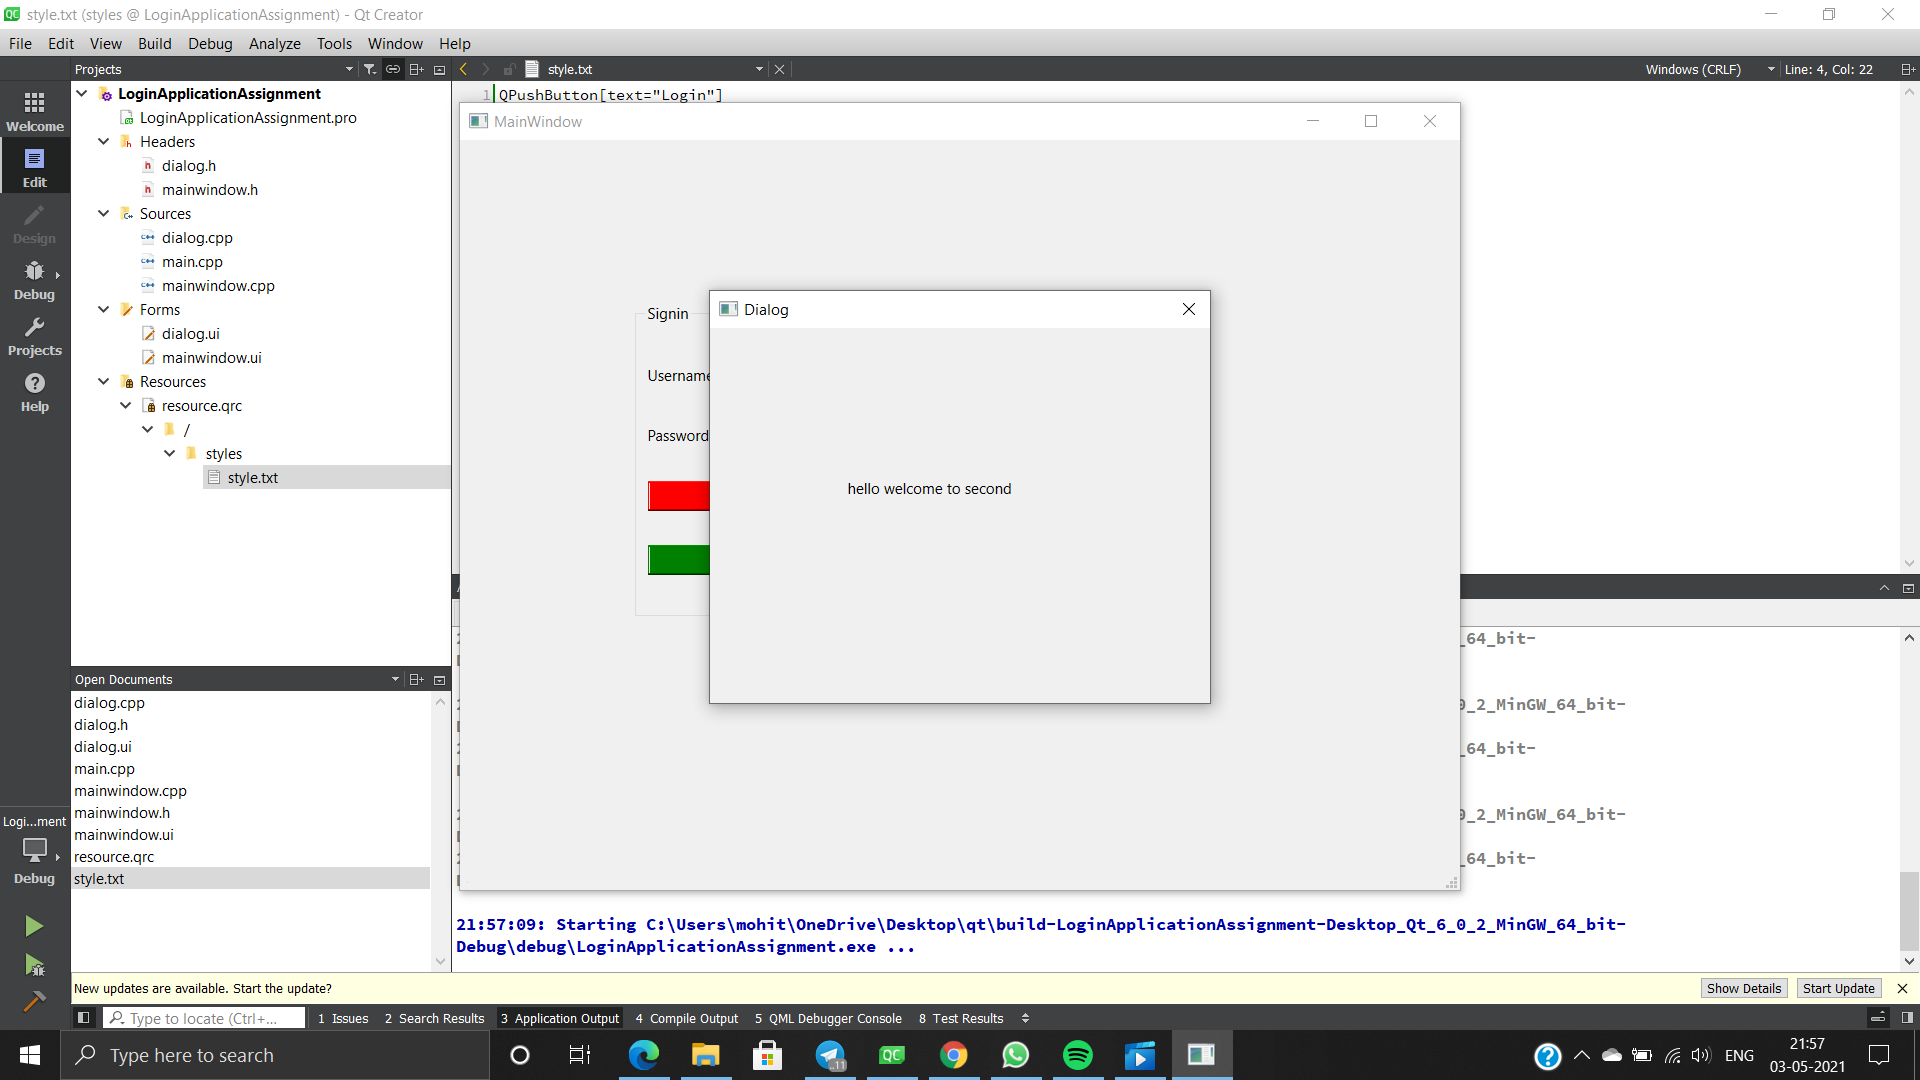 style.txt (styles @ LoginApplicationAssignment) - Qt Creator
File Edit View Build Debug Analyze Tools Window Help
Projects
style.txt
Windows (CRLF)
Line: 4, Col: 22
Welcome
Edit
Design
Debug
Projects
Help
LoginApplicationAssignment
LoginApplicationAssignment.pro
Headers
dialog.h
mainwindow.h
Sources
dialog.cpp
main.cpp
mainwindow.cpp
Forms
dialog.ui
mainwindow.ui
Resources
resource.qrc
/
styles
style.txt
1 QPushButton[text="Login"]
MainWindow
Signin
Username
Password
Dialog
hello welcome to second
Open Documents
dialog.cpp
dialog.h
dialog.ui
main.cpp
mainwindow.cpp
mainwindow.h
mainwindow.ui
resource.qrc
style.txt
Logi...ment
Debug
_64_bit-
0_2_MinGW_64_bit-
_64_bit-
0_2_MinGW_64_bit-
_64_bit-
21:57:09: Starting C:\Users\mohit\OneDrive\Desktop\qt\build-LoginApplicationAssignment-Desktop_Qt_6_0_2_MinGW_64_bit-
Debug\debug\LoginApplicationAssignment.exe ...
New updates are available. Start the update?
Show Details
Start Update
Type to locate (Ctrl+...
1 Issues
2 Search Results
3 Application Output
4 Compile Output
5 QML Debugger Console
8 Test Results
Type here to search
11
QC
ENG
21:57
03-05-2021